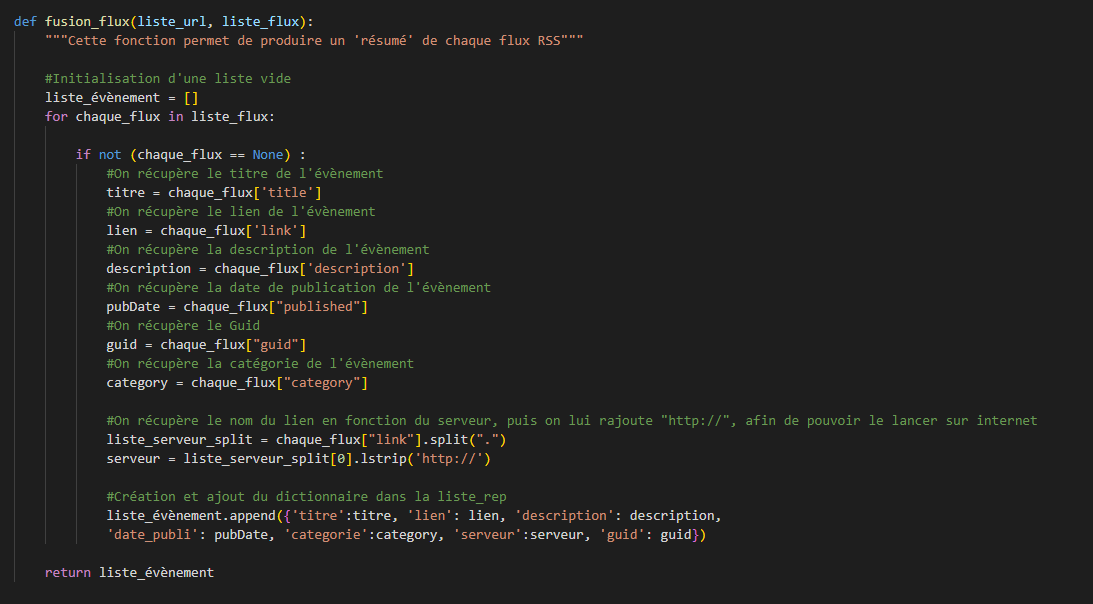 def fusion_flux(liste_url, liste_flux):
"""Cette fonction permet de produire un 'résumé' de chaque flux RSS"""
#Initialisation d'une liste vide
liste_évènement = []
for chaque_flux in liste_flux:
if not (chaque_flux == None) :
#On récupère le titre de l'évènement
titre = chaque_flux['title']
#On récupère le lien de l'évènement
lien = chaque_flux['link']
#On récupère la description de l'évènement
description = chaque_flux['description']
#On récupère la date de publication de l'évènement
pubDate = chaque_flux["published"]
#On récupère le Guid
guid = chaque_flux["guid"]
#On récupère la catégorie de l'évènement
category = chaque_flux["category"]
#On récupère le nom du lien en fonction du serveur, puis on lui rajoute "http://", afin de pouvoir le lancer sur internet
liste_serveur_split = chaque_flux["link"].split(".")
serveur = liste_serveur_split[0].lstrip('http://')
#Création et ajout du dictionnaire dans la liste_rep
liste_évènement.append({'titre':titre, 'lien': lien, 'description': description,
'date_publi': pubDate, 'categorie':category, 'serveur':serveur, 'guid': guid})
return liste_évènement